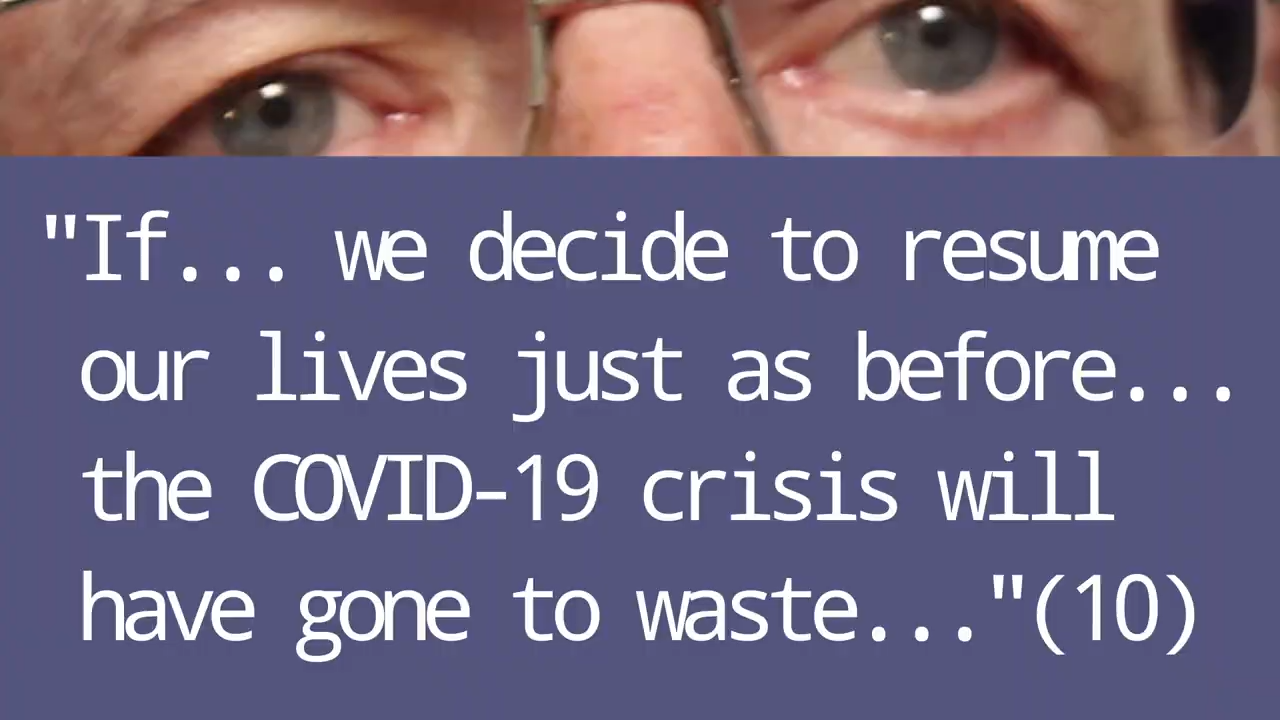 "If... we decide to resume
our lives just as before...
the COVID-19 crisis will
have gone to waste..."(10)